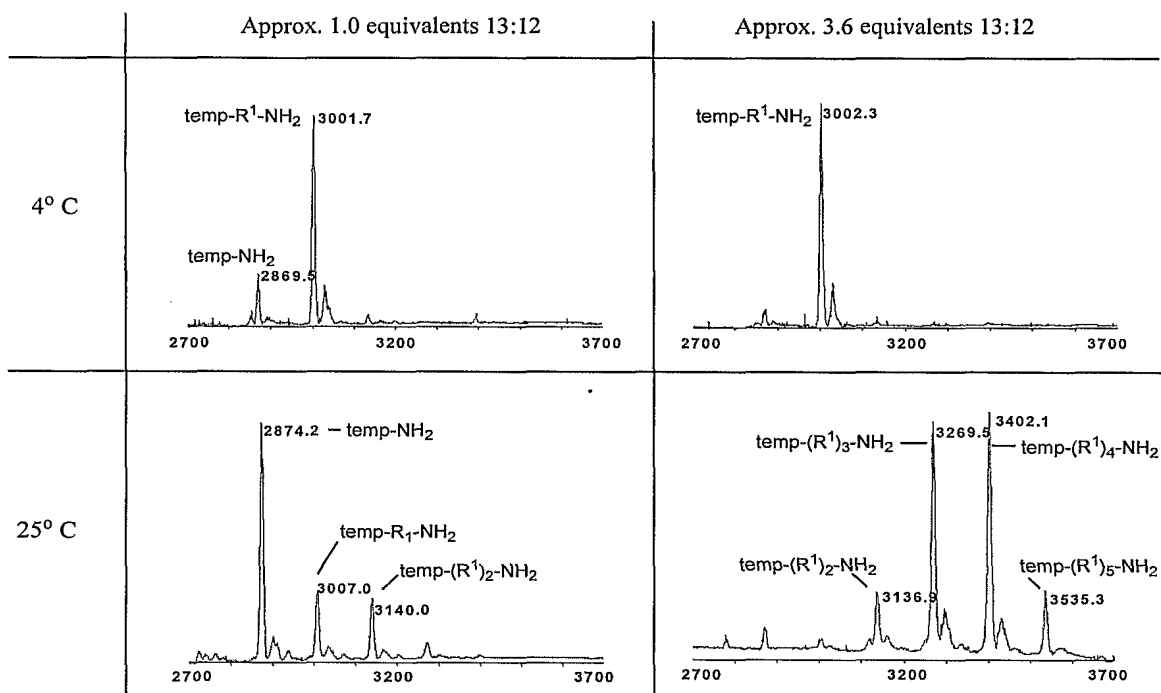 Approx. 1.0 equivalents 13:12
Approx. 3.6 equivalents 13:12
4° C
temp-R¹-NH₂
3001.7
temp-NH₂
2869.5
2700 3200 3700
temp-R¹-NH₂
3002.3
2700 3200 3700
25° C
2874.2
temp-NH₂
temp-R₁-NH₂
3007.0
temp-(R¹)₂-NH₂
3140.0
2700 3200 3700
temp-(R¹)₃-NH₂
3269.5
3402.1
temp-(R¹)₄-NH₂
temp-(R¹)₂-NH₂
3136.9
temp-(R¹)₅-NH₂
3535.3
2700 3200 3700